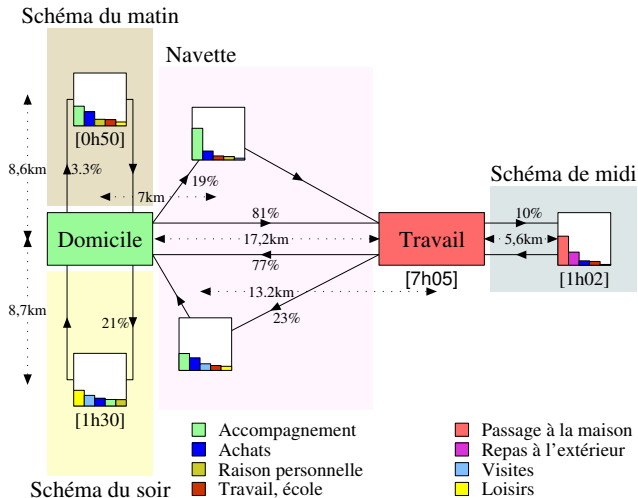 Schéma du matin
Navette
[0h50]
8,6km
3.3%
19%
7km
Schéma de midi
81%
10%
Domicile
17,2km
Travail
5,6km
77%
[7h05]
[1h02]
13.2km
8,7km
21%
23%
[1h30]
Accompagnement
Achats
Raison personnelle
Travail, école
Passage à la maison
Repas à l'extérieur
Visites
Loisirs
Schéma du soir